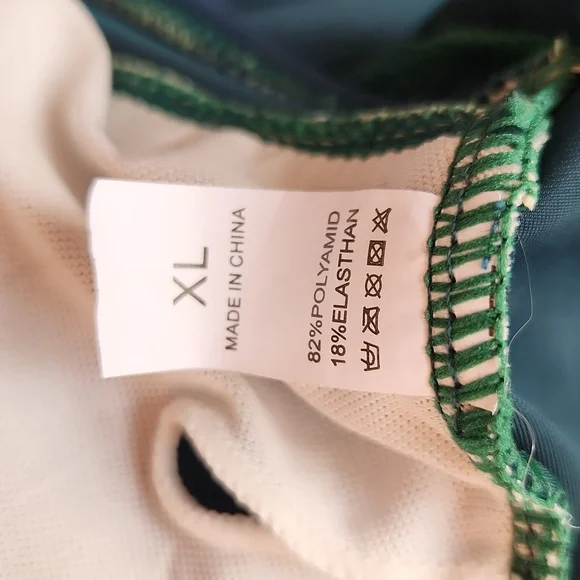 XL
MADE IN CHINA
82%POLYAMID
18%ELASTHAN